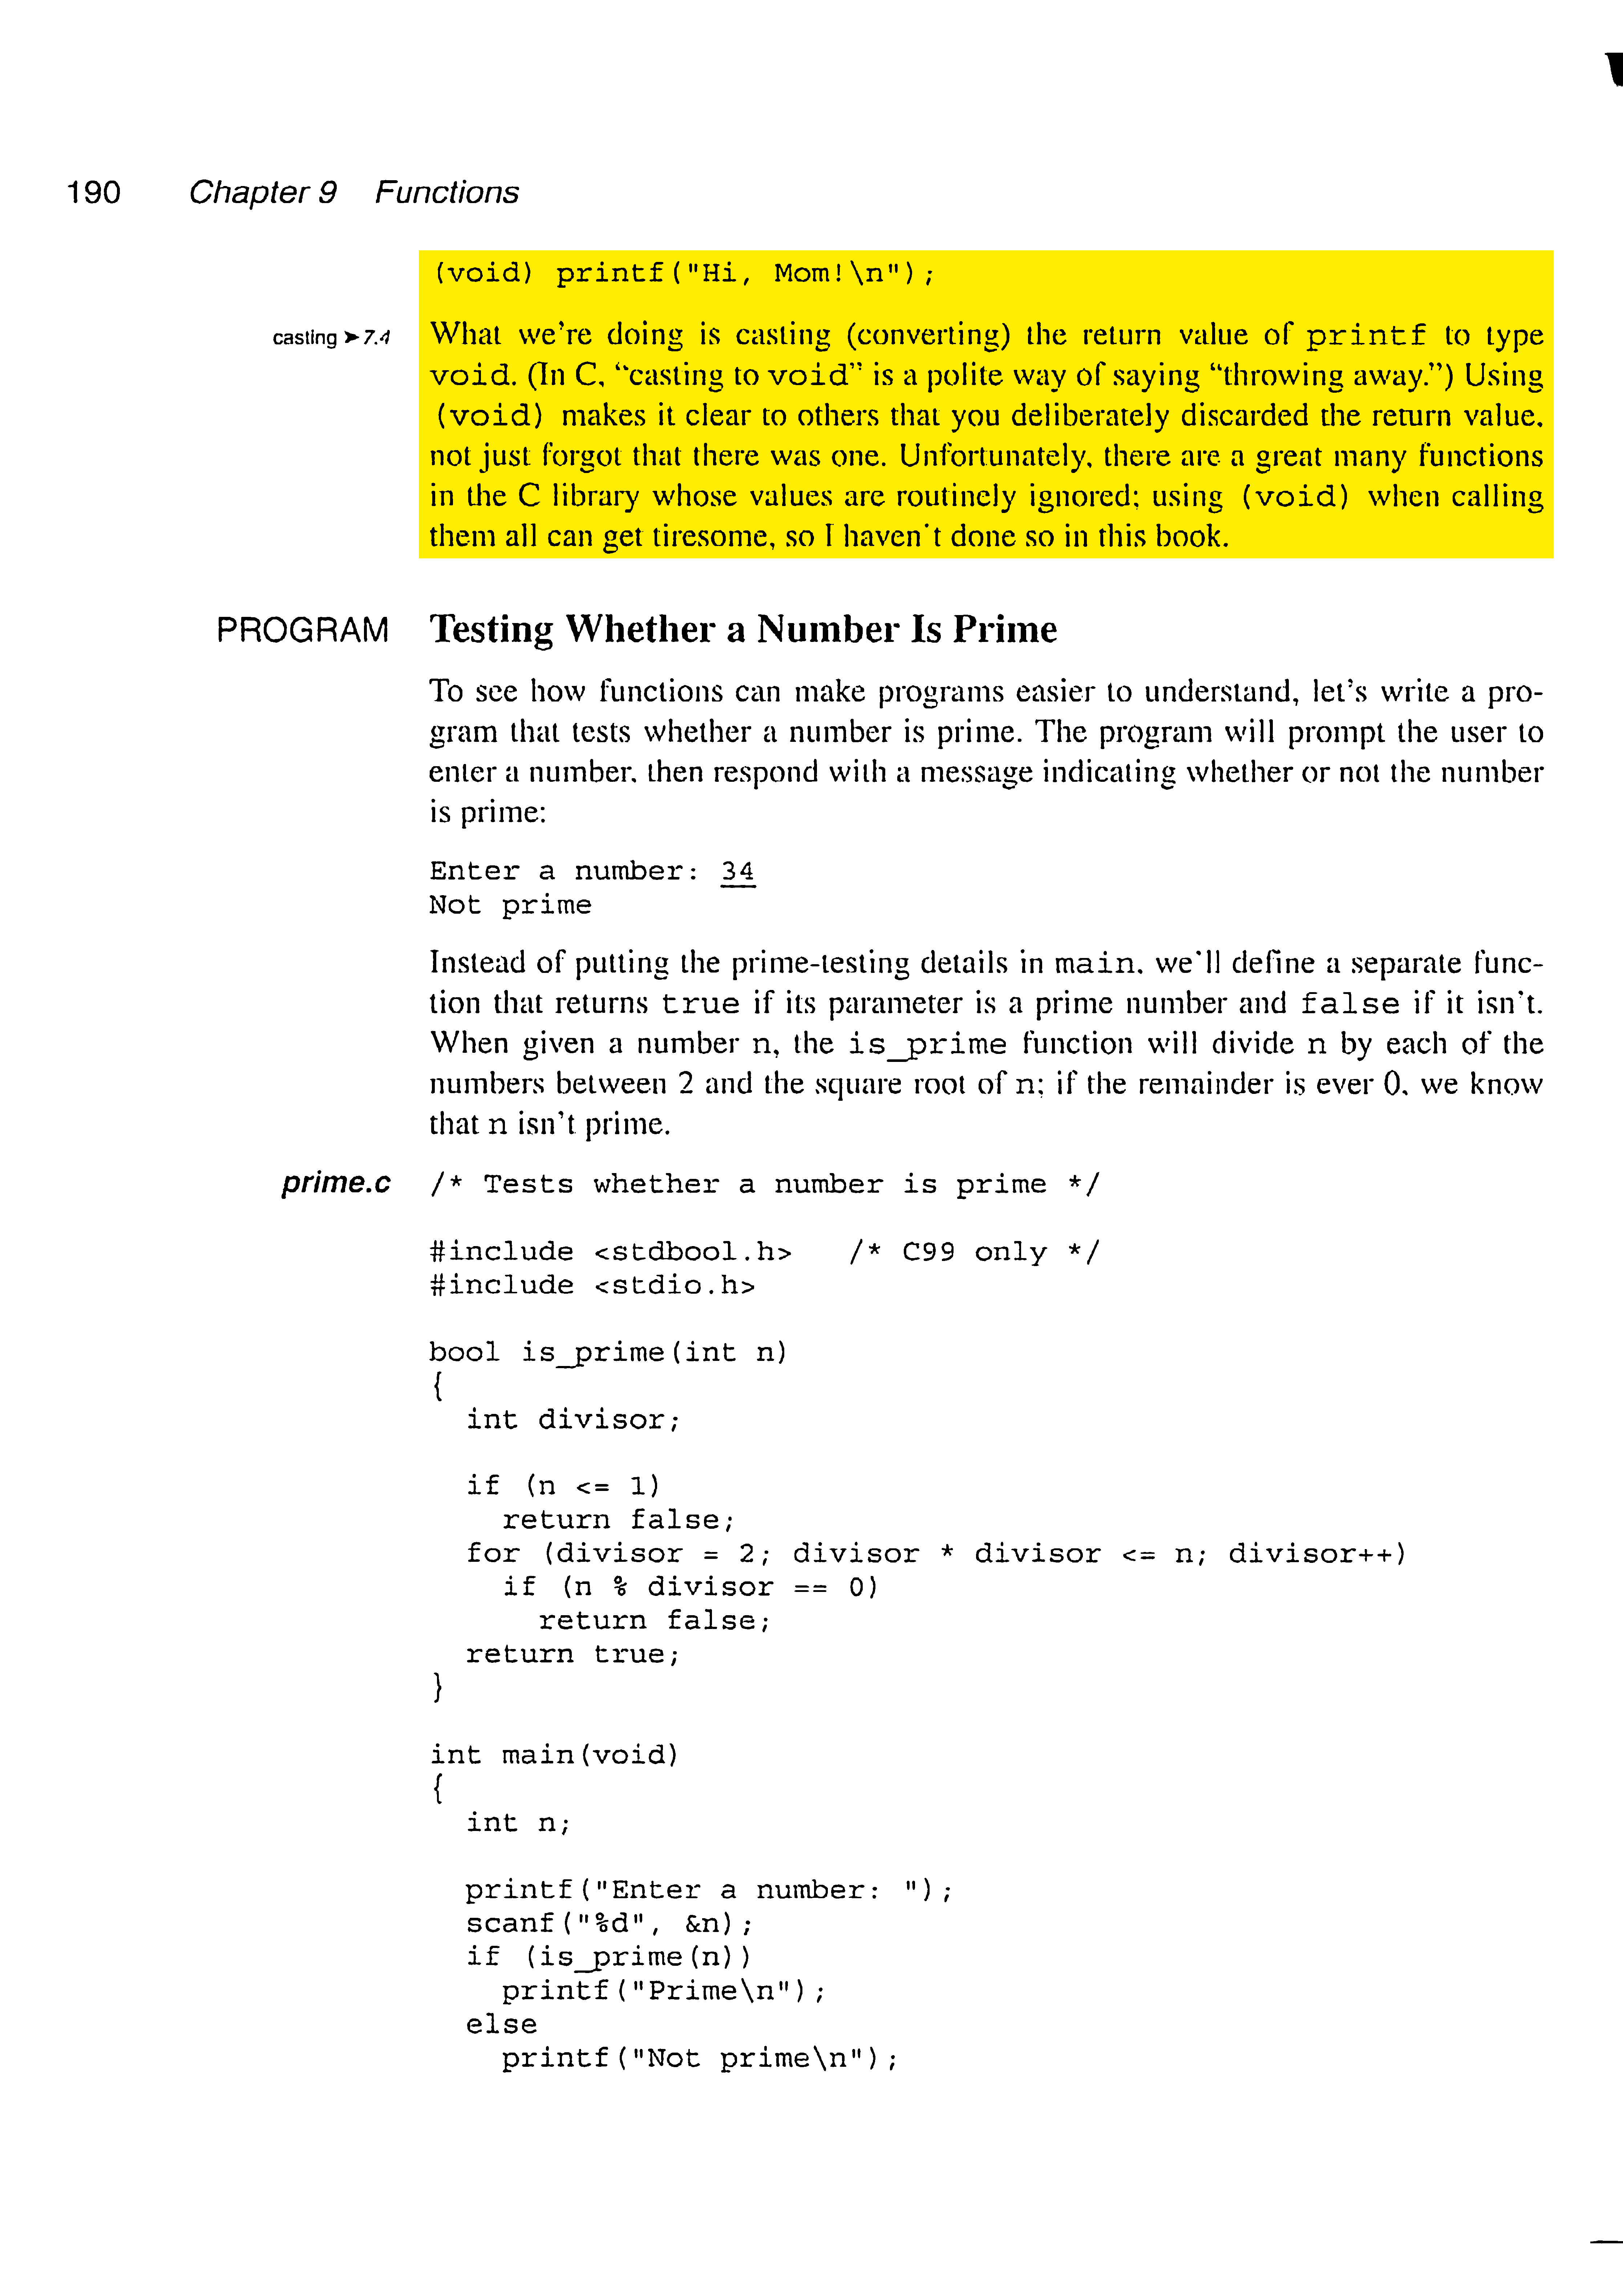 190 Chapter 9 Functions
(void) printf("Hi, Mom!\n");
casting ➤ 7.4 What we're doing is casting (converting) the return value of printf to type
void. (In C, "casting to void" is a polite way of saying "throwing away.") Using
(void) makes it clear to others that you deliberately discarded the return value,
not just forgot that there was one. Unfortunately, there are a great many functions
in the C library whose values are routinely ignored; using (void) when calling
them all can get tiresome, so I haven't done so in this book.
PROGRAM Testing Whether a Number Is Prime
To see how functions can make programs easier to understand, let's write a pro-
gram that tests whether a number is prime. The program will prompt the user to
enter a number, then respond with a message indicating whether or not the number
is prime:
Enter a number: 34
Not prime
Instead of putting the prime-testing details in main, we'll define a separate func-
tion that returns true if its parameter is a prime number and false if it isn't.
When given a number n, the is_prime function will divide n by each of the
numbers between 2 and the square root of n; if the remainder is ever 0, we know
that n isn't prime.
prime.c /* Tests whether a number is prime */
#include <stdbool.h>   /* C99 only */
#include <stdio.h>
bool is_prime(int n)
{
  int divisor;
  if (n <= 1)
    return false;
  for (divisor = 2; divisor * divisor <= n; divisor++)
    if (n % divisor == 0)
      return false;
  return true;
}
int main(void)
{
  int n;
  printf("Enter a number: ");
  scanf("%d", &n);
  if (is_prime(n))
    printf("Prime\n");
  else
    printf("Not prime\n");